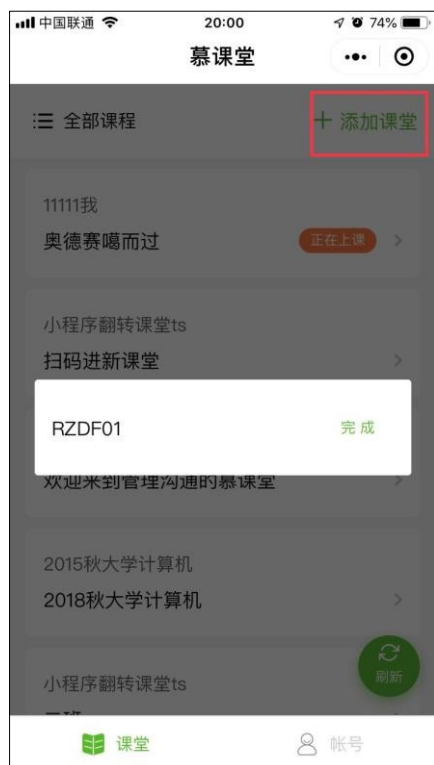 中国联通 20:00 74%
慕课堂
全部课程 + 添加课堂
11111我
奥德赛噶而过 正在上课
小程序翻转课堂ts
扫码进新课堂
RZDF01 完成
欢迎来到管理沟通的慕课堂
2015秋大学计算机
2018秋大学计算机
刷新
小程序翻转课堂ts
课堂 帐号